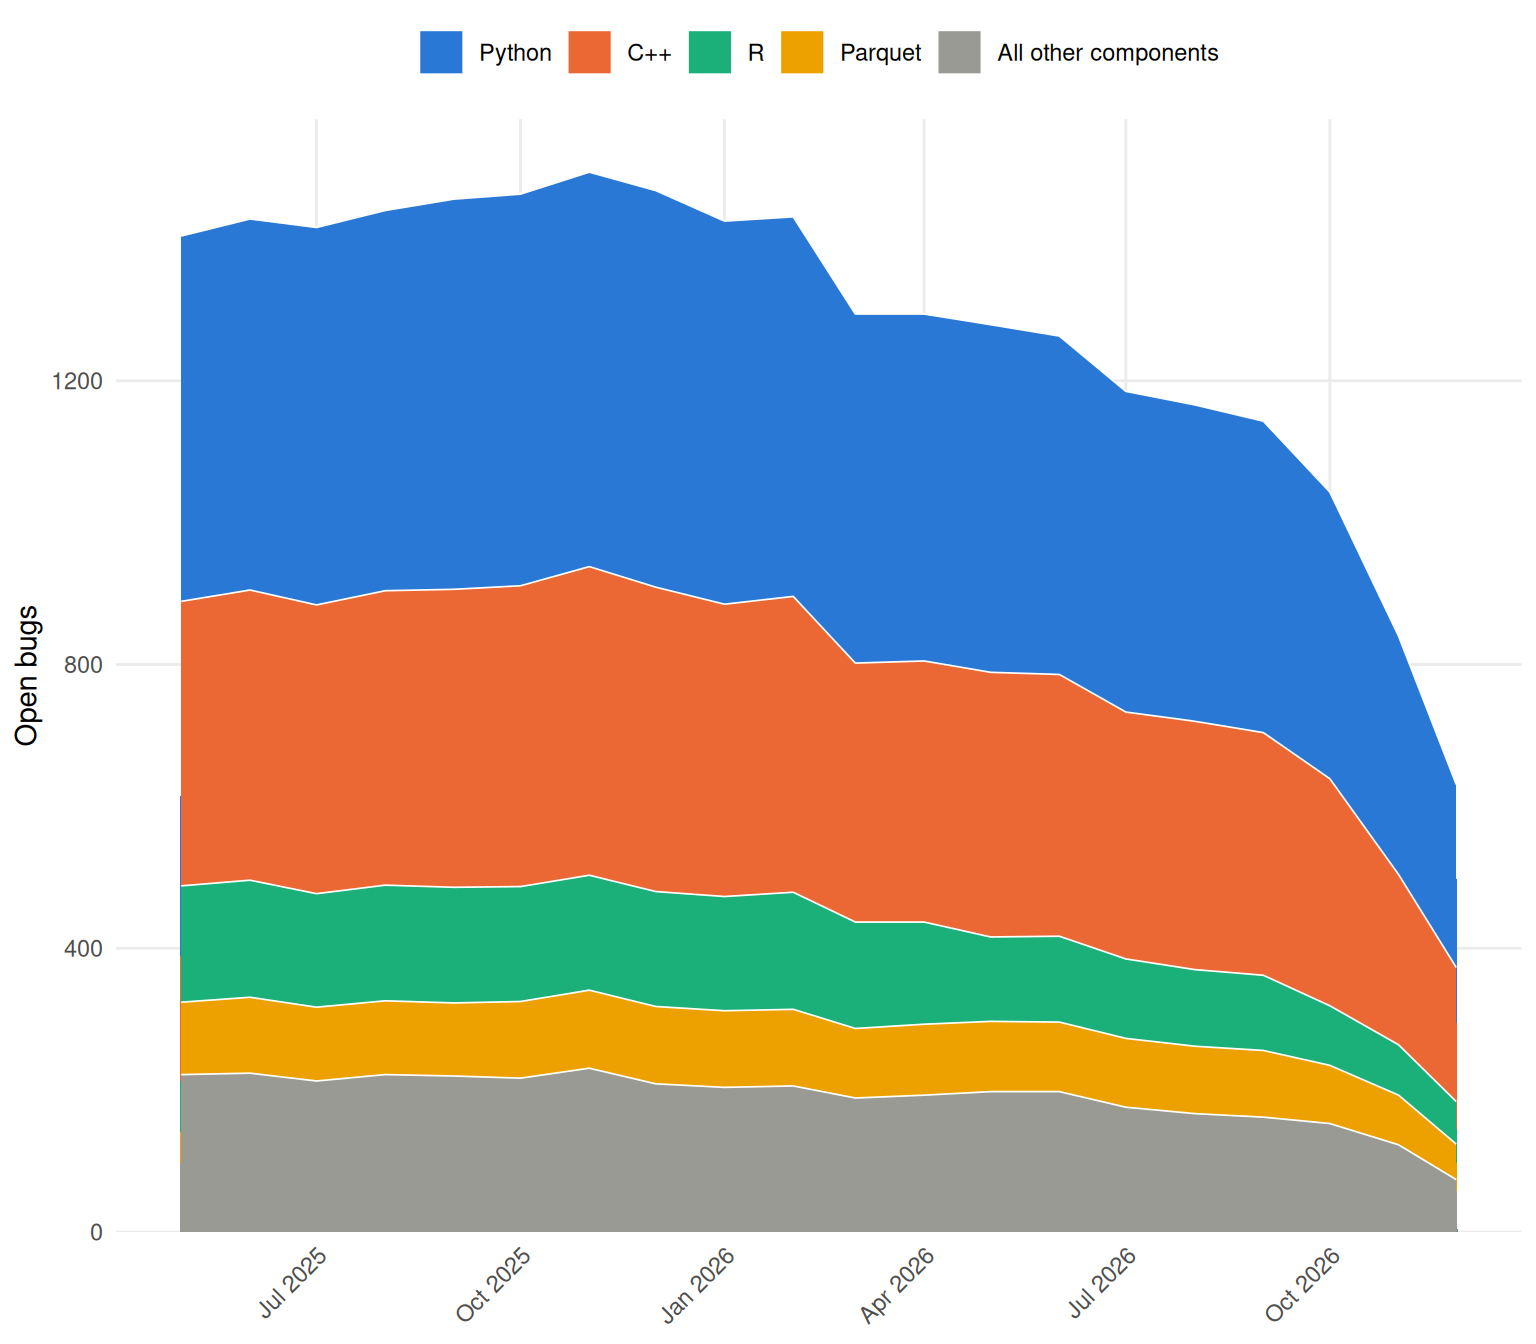 Python C++ R Parquet All other components
Open bugs
1200
800
400
0
Jul 2025
Oct 2025
Jan 2026
Apr 2026
Jul 2026
Oct 2026